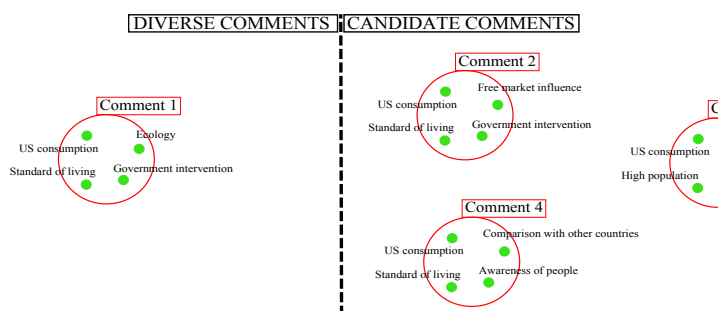 DIVERSE COMMENTS
CANDIDATE COMMENTS
Comment 1
Ecology
US consumption
Standard of living
Government intervention
Comment 2
Free market influence
US consumption
Standard of living
Government intervention
US consumption
High population
Comment 4
Comparison with other countries
US consumption
Standard of living
Awareness of people